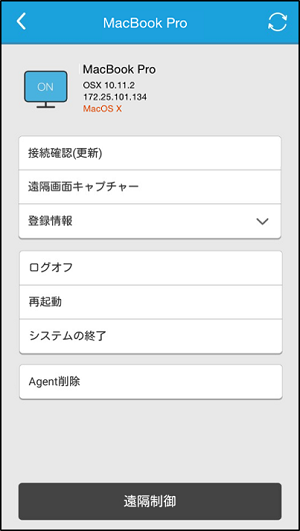 MacBook Pro
ON
MacBook Pro
OSX 10.11.2
172.25.101.134
MacOS X
接続確認(更新)
遠隔画面キャプチャー
登録情報
ログオフ
再起動
システムの終了
Agent削除
遠隔制御